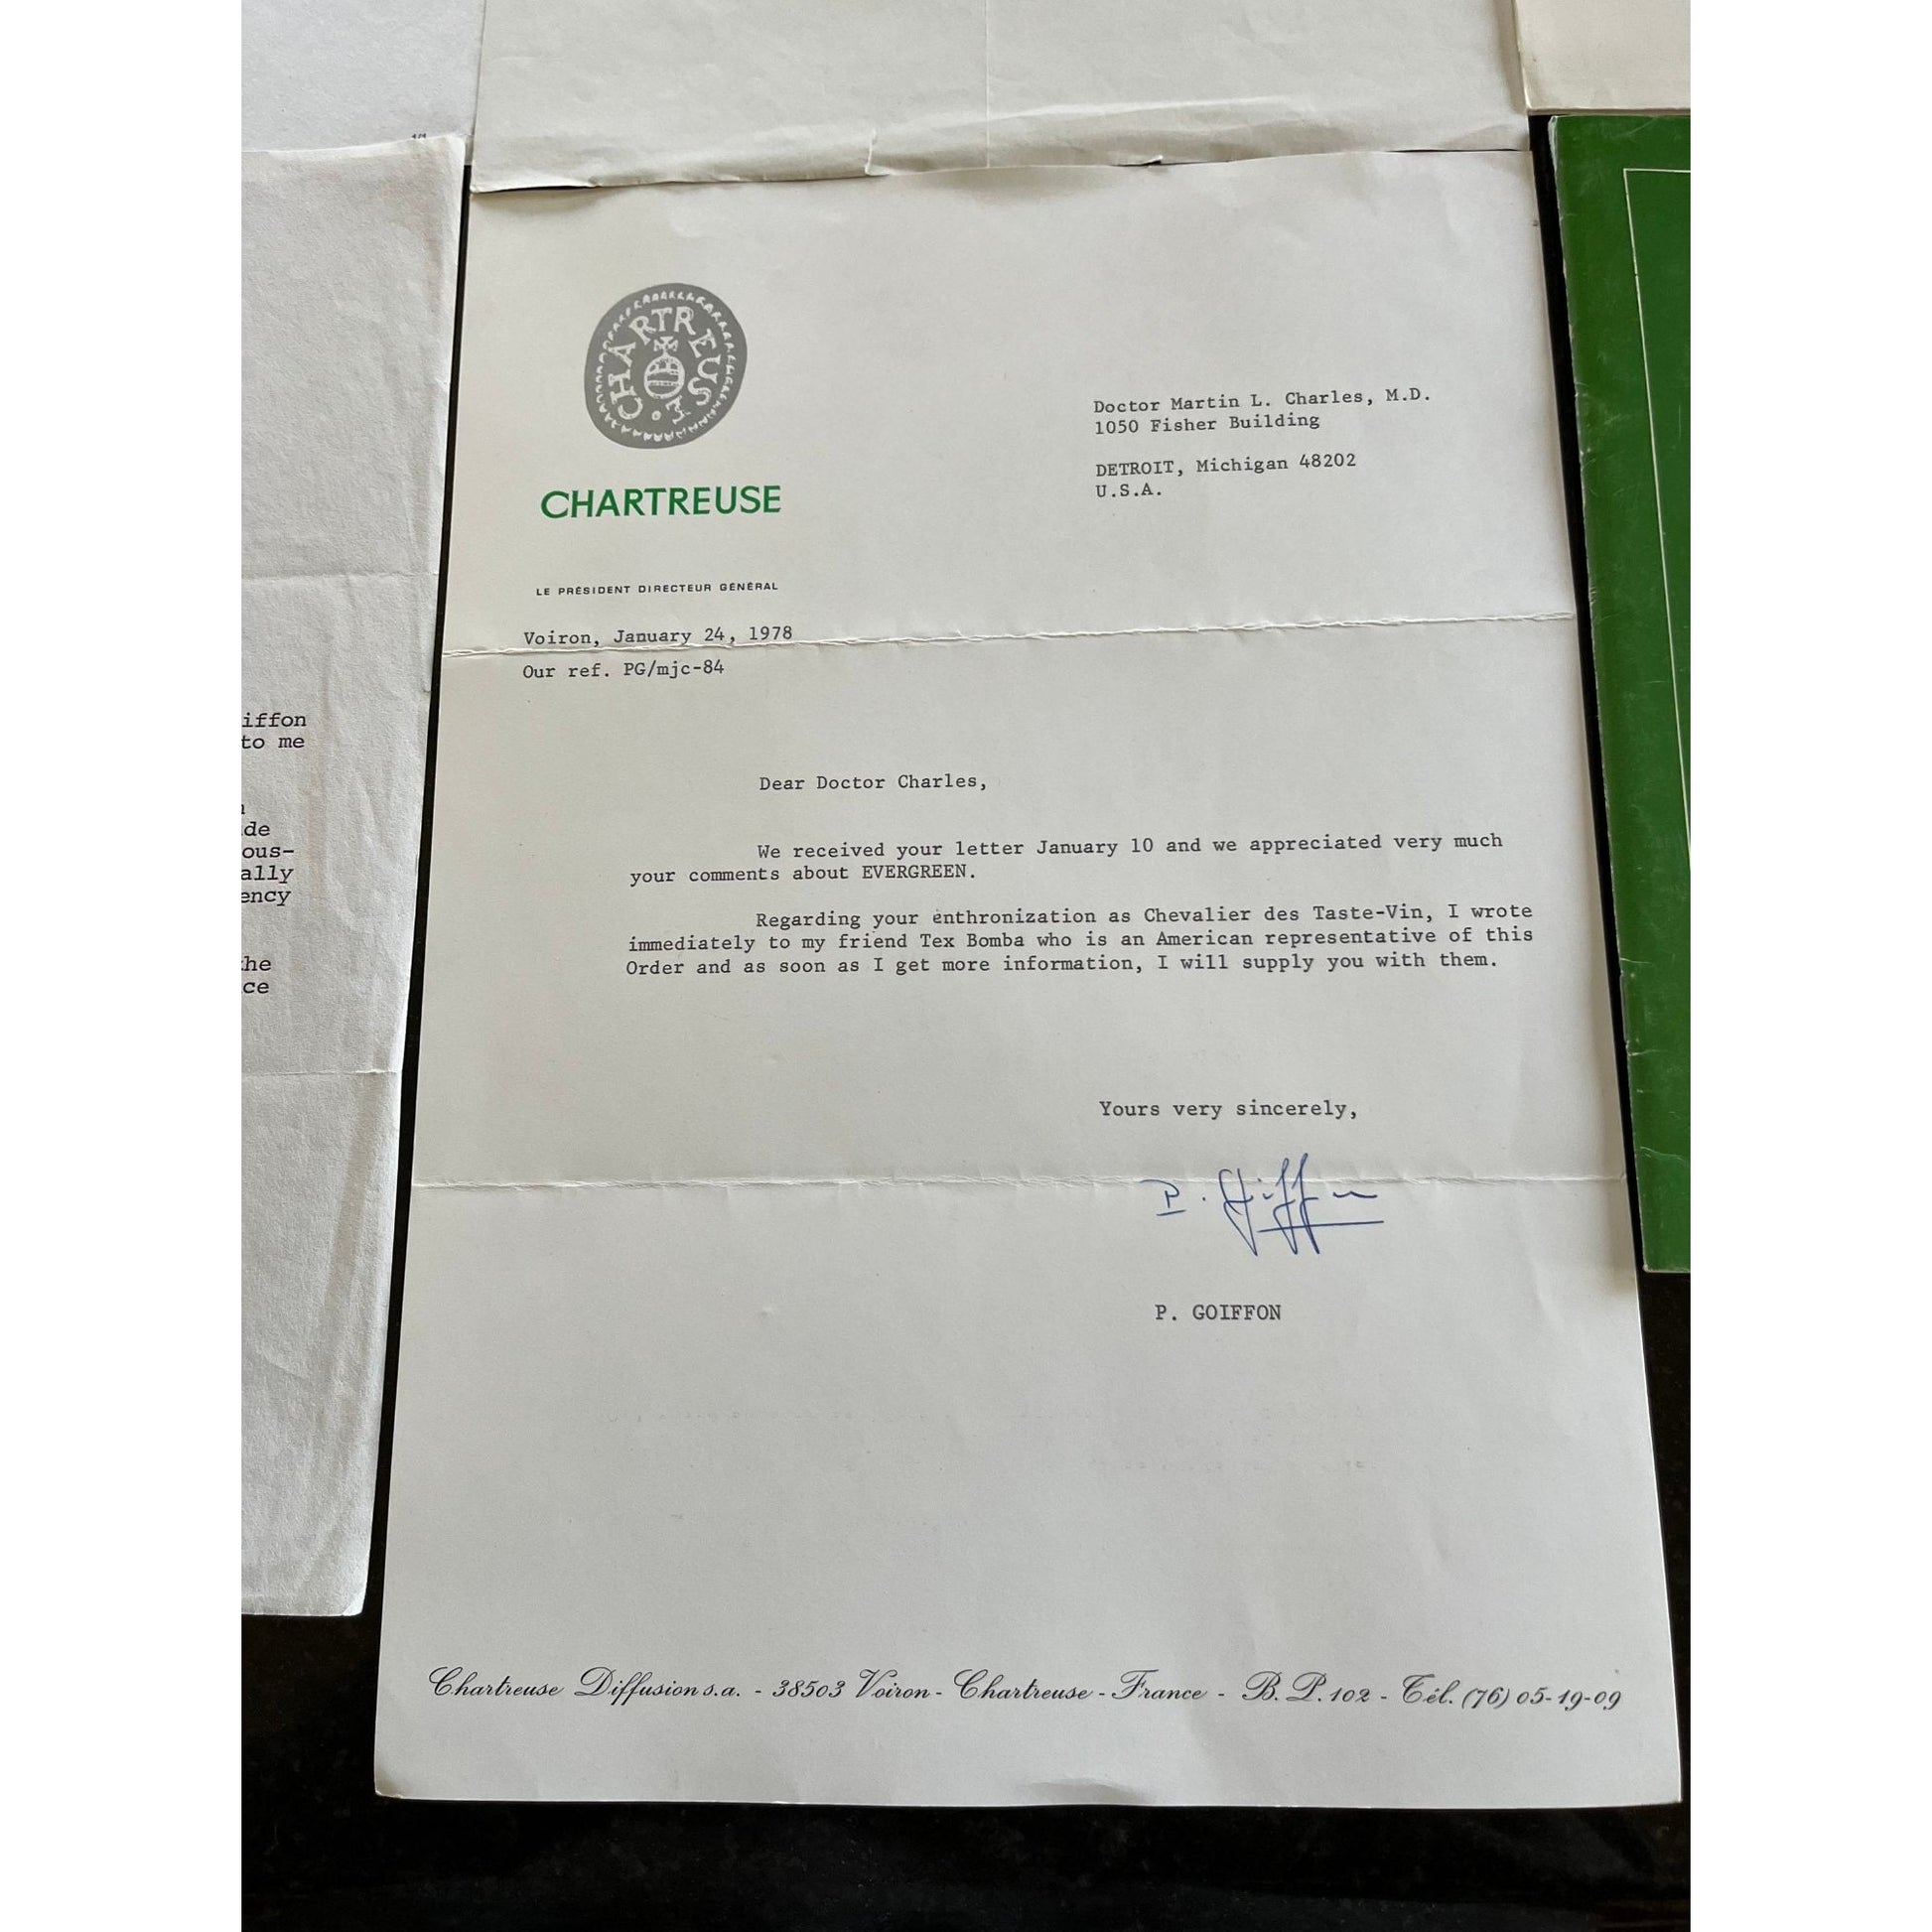 iffon
to me
de
ous-
ally
ency
he
ce
CHARTREUSE
CHARTREUSE
LE PRÉSIDENT DIRECTEUR GÉNÉRAL
Voiron, January 24, 1978
Our ref. PG/mjc-84
Doctor Martin L. Charles, M.D.
1050 Fisher Building
DETROIT, Michigan 48202
U.S.A.
Dear Doctor Charles,
We received your letter January 10 and we appreciated very much
your comments about EVERGREEN.
Regarding your enthronization as Chevalier des Taste-Vin, I wrote
immediately to my friend Tex Bomba who is an American representative of this
Order and as soon as I get more information, I will supply you with them.
Yours very sincerely,
P. Goiffon
P. GOIFFON
Chartreuse Diffusion s.a. - 38503 Voiron - Chartreuse - France - B. P. 102 - Tél. (76) 05-19-09